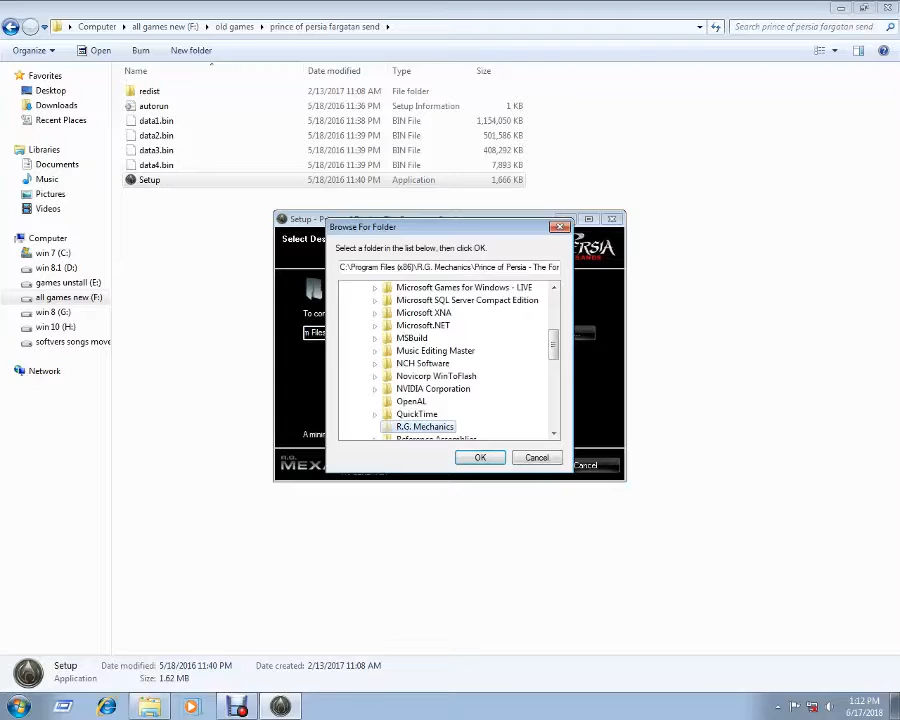 Computer ▸ all games new (F:) ▸ old games ▸ prince of persia fargatan send ▸
Search prince of persia fargatan send
Organize Open Burn New folder
Name Date modified Type Size
redist 2/13/2017 11:08 AM File folder
autorun 5/18/2016 11:36 PM Setup Information 1 KB
data1.bin 5/18/2016 11:38 PM BIN File 1,154,050 KB
data2.bin 5/18/2016 11:39 PM BIN File 501,586 KB
data3.bin 5/18/2016 11:39 PM BIN File 408,292 KB
data4.bin 5/18/2016 11:39 PM BIN File 7,893 KB
Setup 5/18/2016 11:40 PM Application 1,666 KB
Favorites
Desktop
Downloads
Recent Places
Libraries
Documents
Music
Pictures
Videos
Computer
win 7 (C:)
win 8.1 (D:)
games unstall (E:)
all games new (F:)
win 8 (G:)
win 10 (H:)
softvers songs move
Network
Setup - P
Select Des
To con
m Files
A minim
Cancel
Browse For Folder
Select a folder in the list below, then click OK.
C:\Program Files (x86)\R.G. Mechanics\Prince of Persia - The For
Microsoft Games for Windows - LIVE
Microsoft SQL Server Compact Edition
Microsoft XNA
Microsoft.NET
MSBuild
Music Editing Master
NCH Software
Novicorp WinToFlash
NVIDIA Corporation
OpenAL
QuickTime
R.G. Mechanics
Reference Assemblies
OK Cancel
Setup Date modified: 5/18/2016 11:40 PM Date created: 2/13/2017 11:08 AM
Application Size: 1.62 MB
1:12 PM
6/17/2018